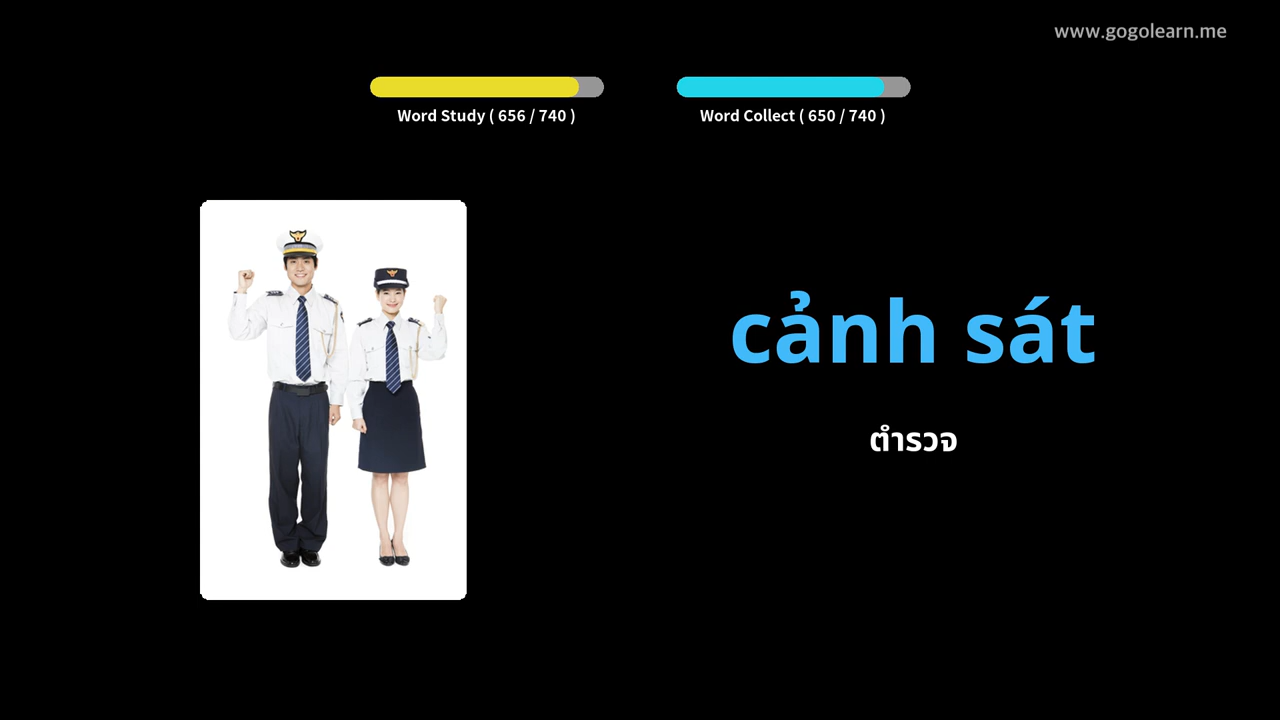 www.gogolearn.me
Word Study ( 656 / 740 )
Word Collect ( 650 / 740 )
cảnh sát
ตำรวจ